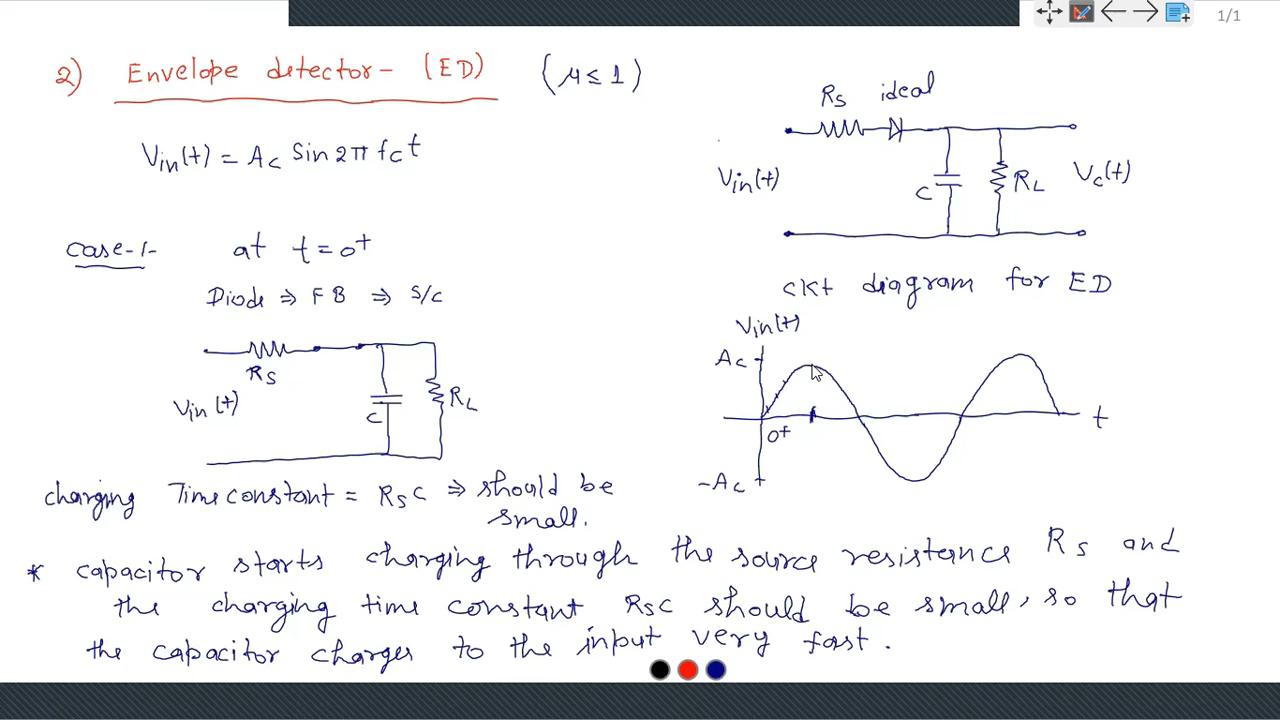 1/1
2) Envelope detector- (ED) (μ ≤ 1)
Vin(t) = Ac Sin 2π fct
Case-1- at t = 0+
Diode ⇒ F B ⇒ S/C
Rs
Vin(t)
C
RL
charging Time constant = Rs C ⇒ should be
small.
Rs ideal
Vin(t)
C
RL
Vc(t)
ckt diagram for ED
Vin(t)
Ac
0+
t
-Ac
* capacitor starts charging through the source resistance Rs and
the charging time constant Rsc should be small, so that
the capacitor charges to the input very fast.